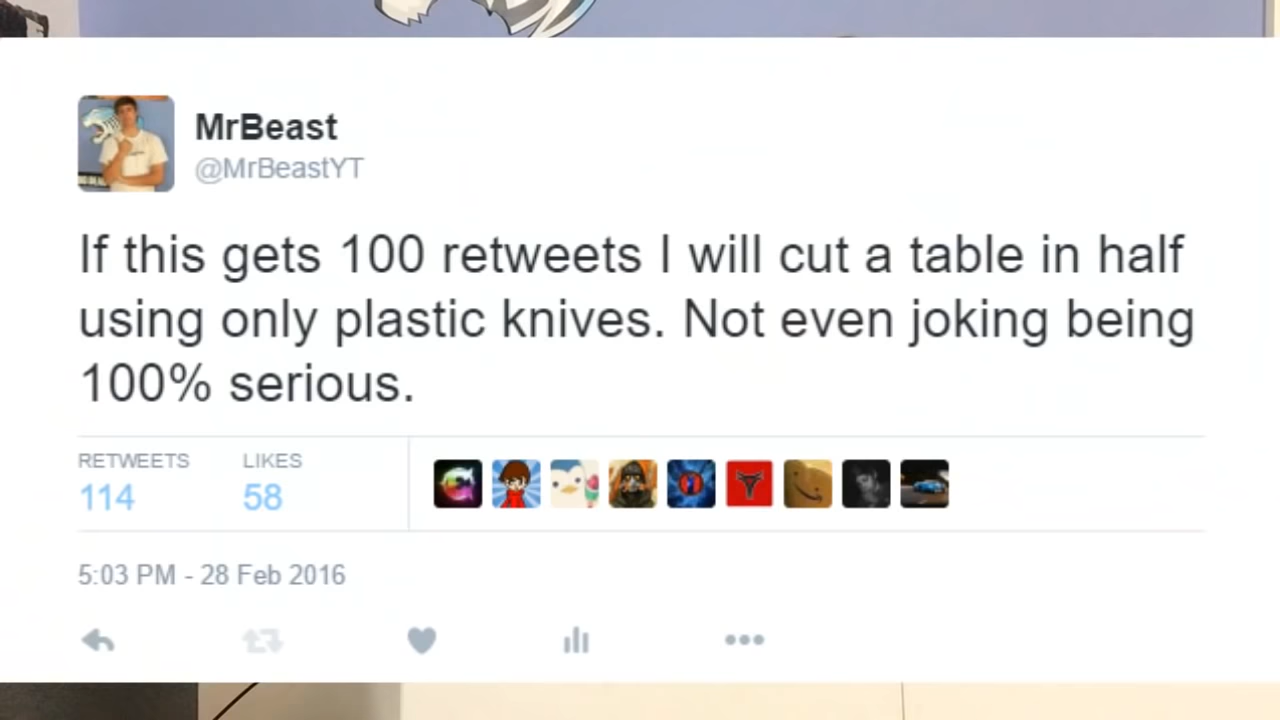 MrBeast
@MrBeastYT
If this gets 100 retweets I will cut a table in half
using only plastic knives. Not even joking being
100% serious.
RETWEETS LIKES
114 58
5:03 PM - 28 Feb 2016